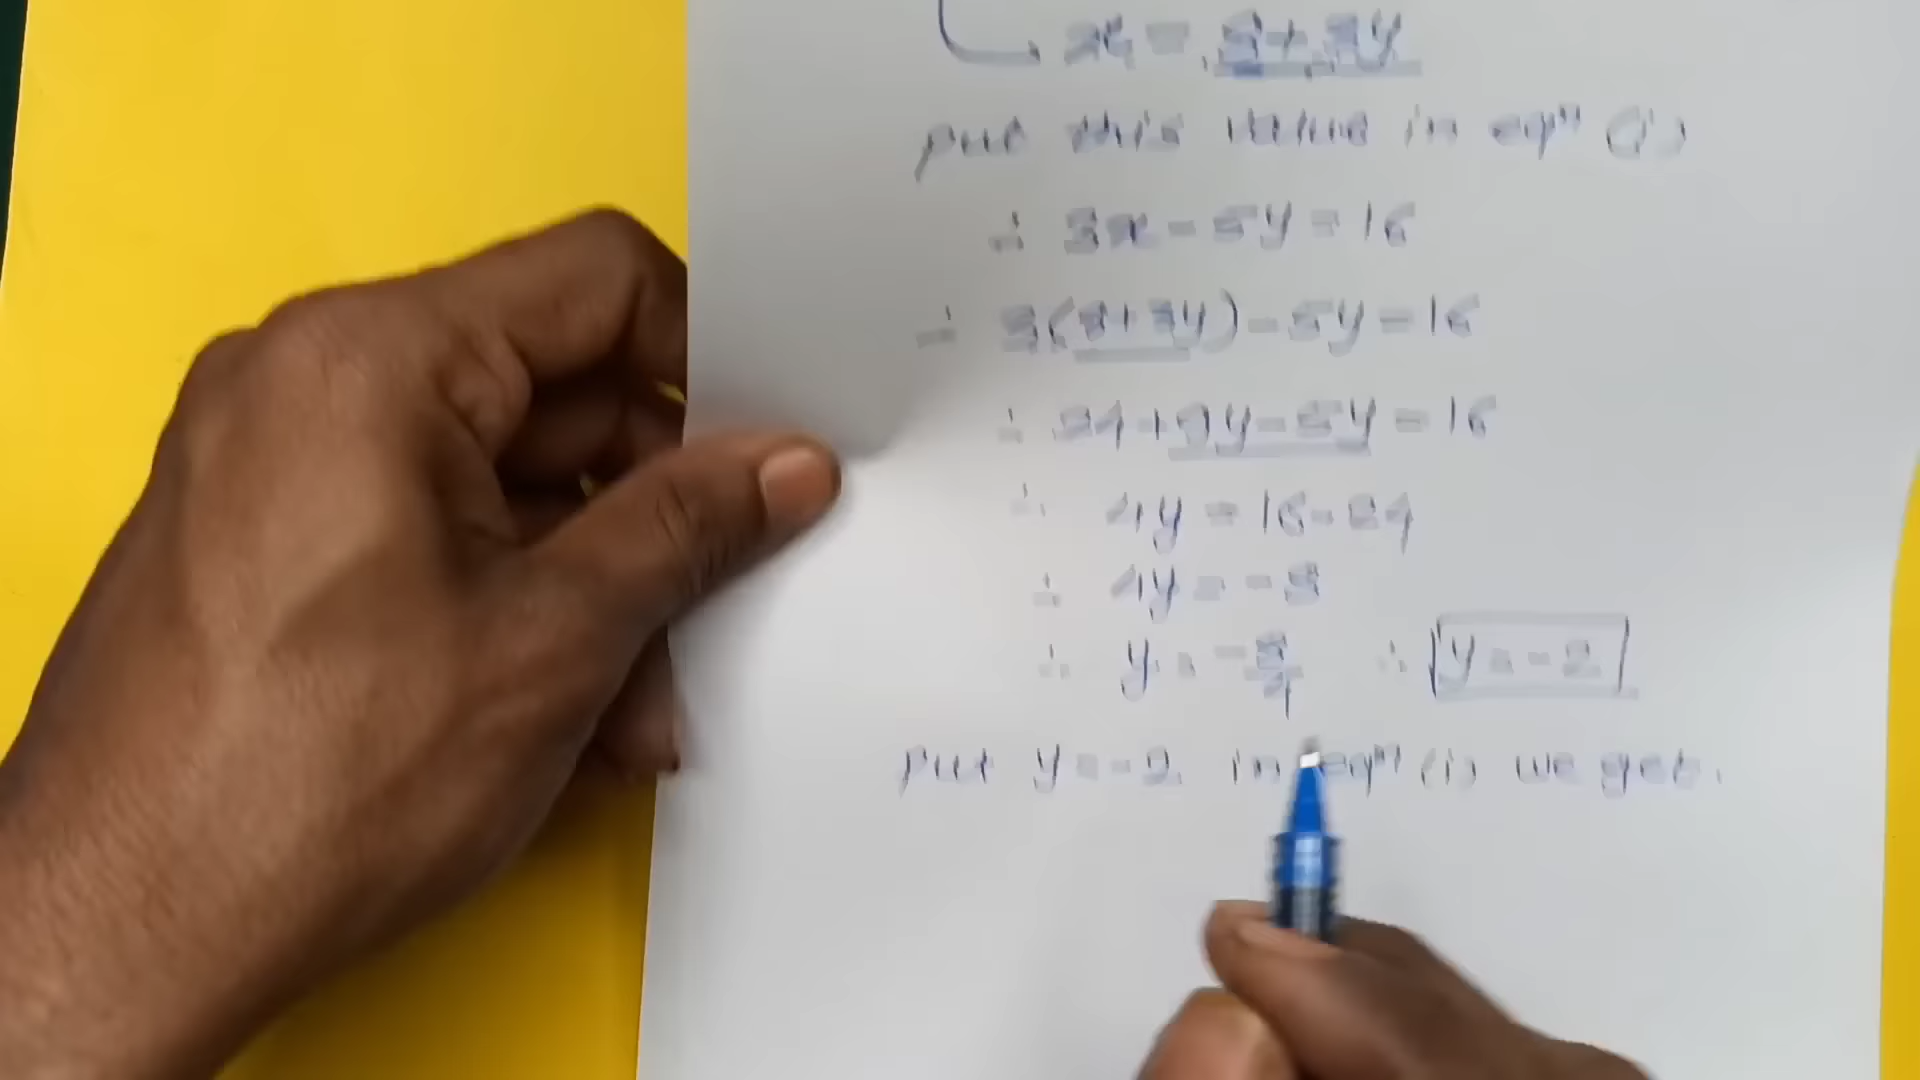 x = 8+3y
put this value in eqⁿ (i)
∴ 3x - 5y = 16
∴ 3(8+3y) - 5y = 16
∴ 24+9y-5y = 16
∴ 4y = 16-24
∴ 4y = -8
∴ y = -8/4 ∴ y = -2
put y = -2 in eqⁿ (i) we get.